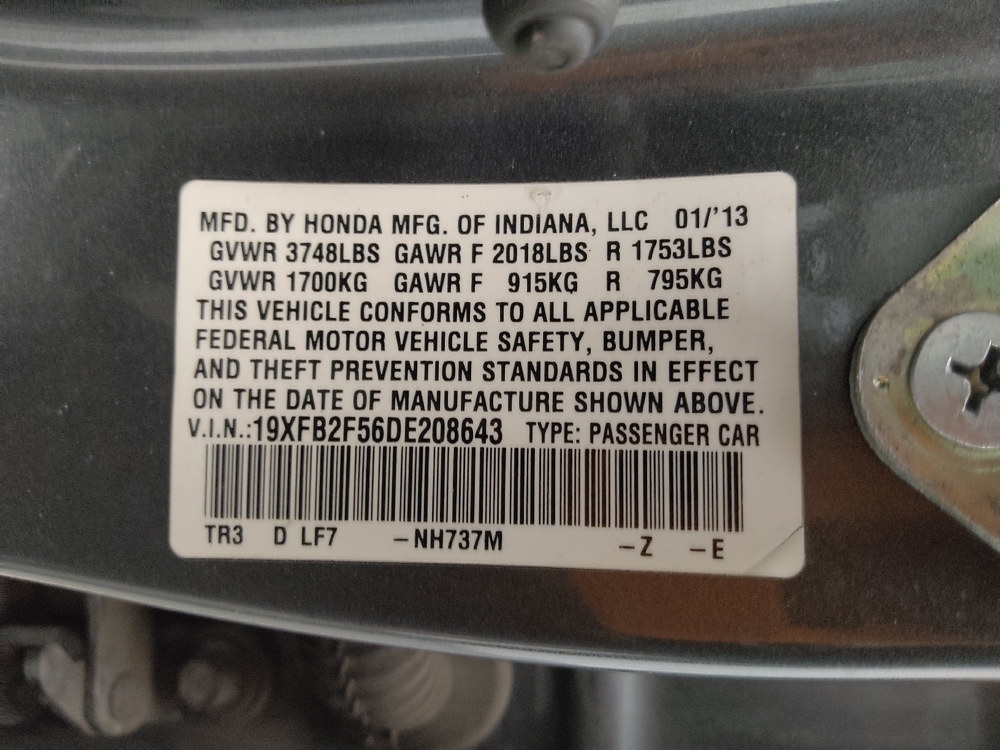 MFD. BY HONDA MFG. OF INDIANA, LLC 01/'13
GVWR 3748LBS GAWR F 2018LBS R 1753LBS
GVWR 1700KG GAWR F 915KG R 795KG
THIS VEHICLE CONFORMS TO ALL APPLICABLE
FEDERAL MOTOR VEHICLE SAFETY, BUMPER,
AND THEFT PREVENTION STANDARDS IN EFFECT
ON THE DATE OF MANUFACTURE SHOWN ABOVE.
V.I.N.:19XFB2F56DE208643 TYPE: PASSENGER CAR
TR3 D LF7 -NH737M -Z -E